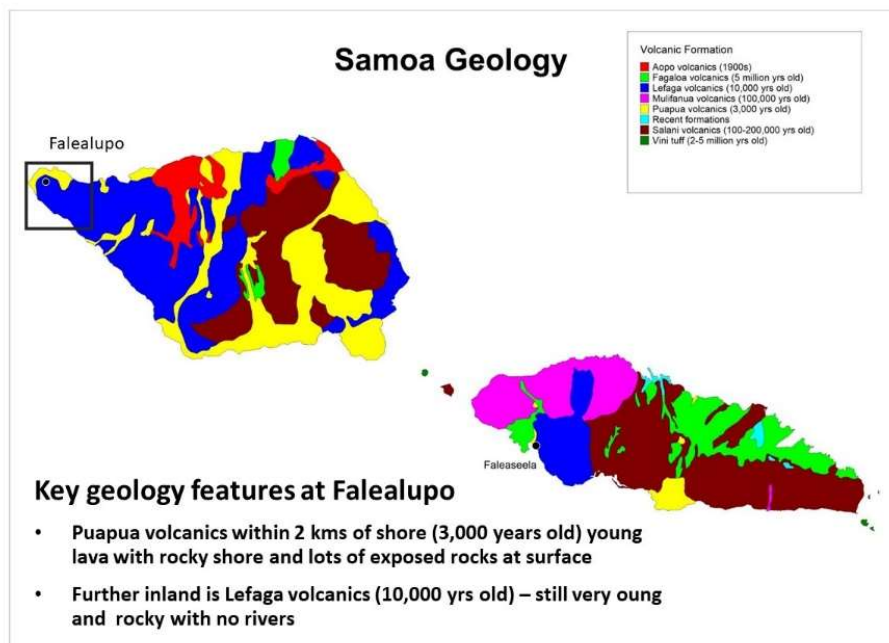 Samoa Geology
Volcanic Formation
Aopo volcanics (1900s)
Fagaloa volcanics (5 million yrs old)
Lefaga volcanics (10,000 yrs old)
Mulifanua volcanics (100,000 yrs old)
Puapua volcanics (3,000 yrs old)
Recent formations
Salani volcanics (100-200,000 yrs old)
Vini tuff (2-5 million yrs old)
Falealupo
Faleaseela
Key geology features at Falealupo
• Puapua volcanics within 2 kms of shore (3,000 years old) young
lava with rocky shore and lots of exposed rocks at surface
• Further inland is Lefaga volcanics (10,000 yrs old) – still very oung
and rocky with no rivers